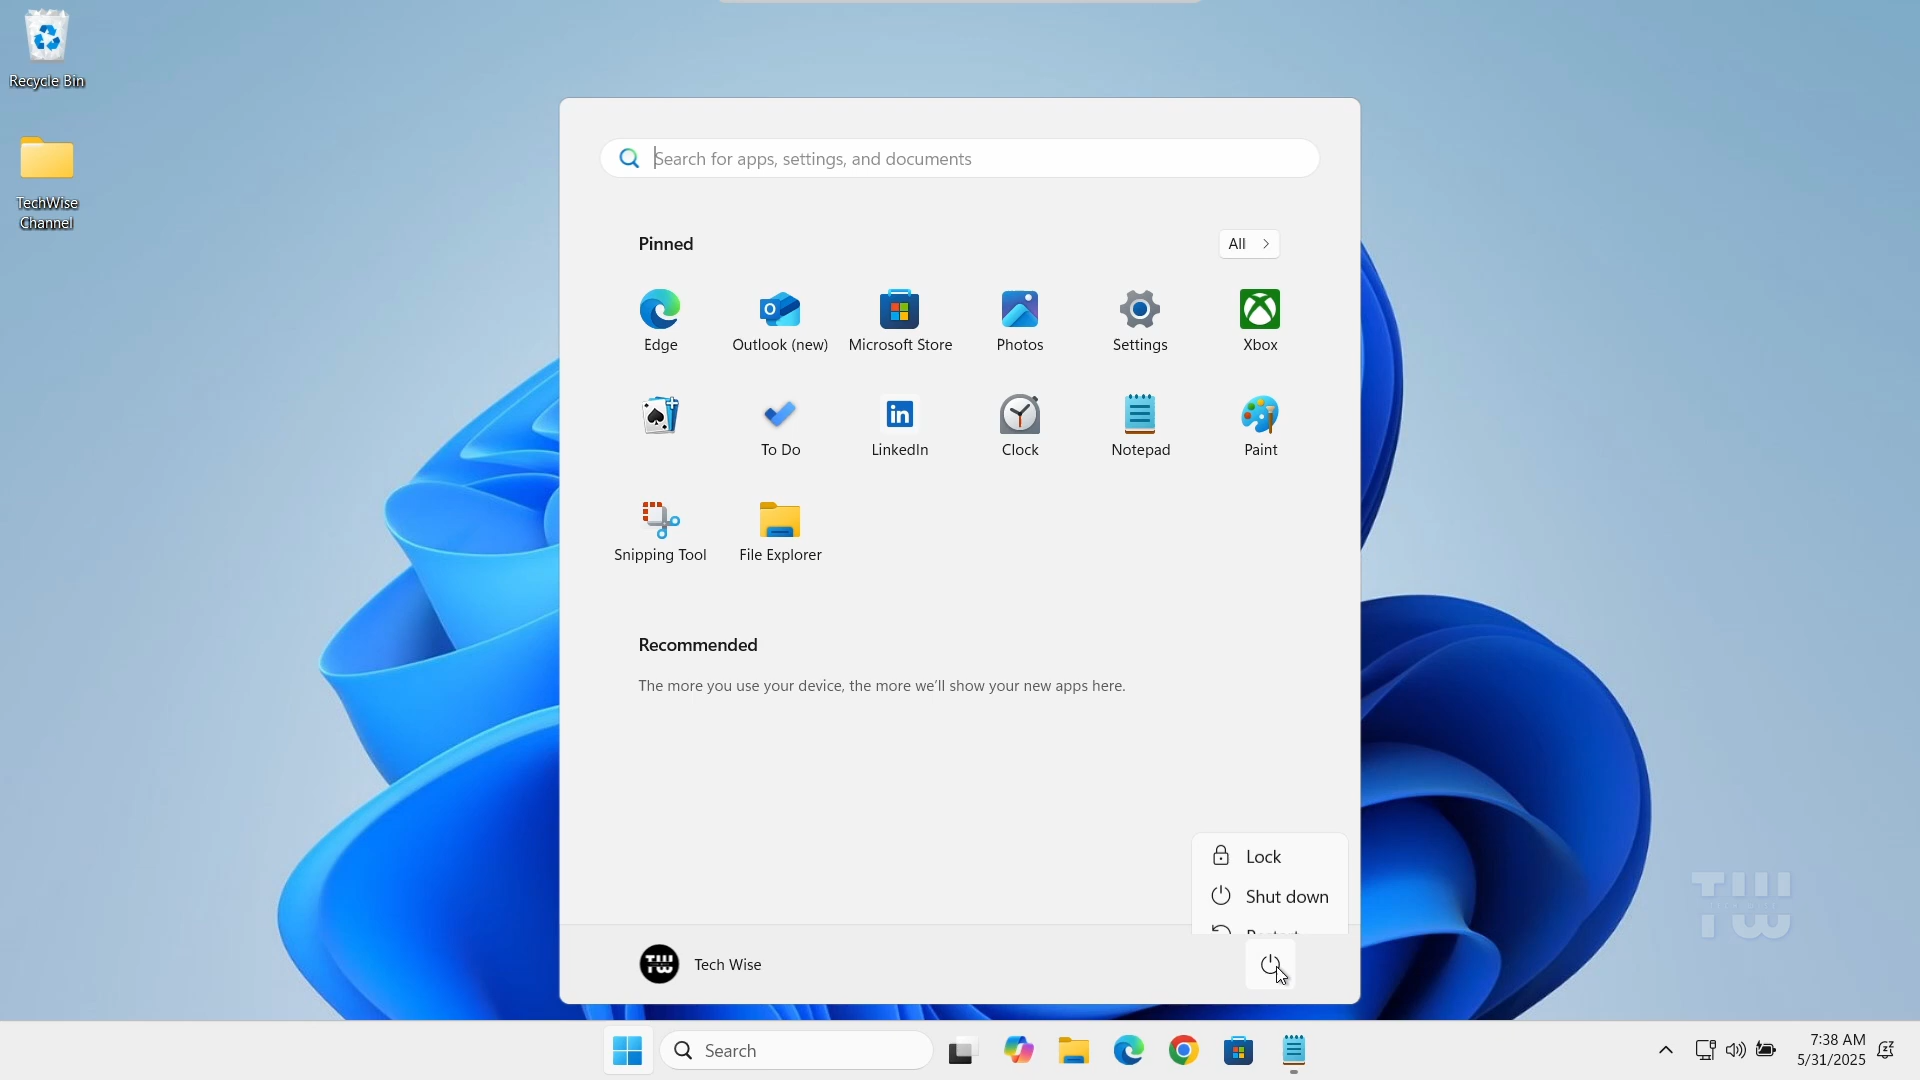 Recycle Bin
TechWise
Channel
Search for apps, settings, and documents
Pinned
All
Edge
Outlook (new)
Microsoft Store
Photos
Settings
Xbox
To Do
LinkedIn
Clock
Notepad
Paint
Snipping Tool
File Explorer
Recommended
The more you use your device, the more we'll show your new apps here.
Lock
Shut down
Restart
Tech Wise
TW
Search
7:38 AM
5/31/2025